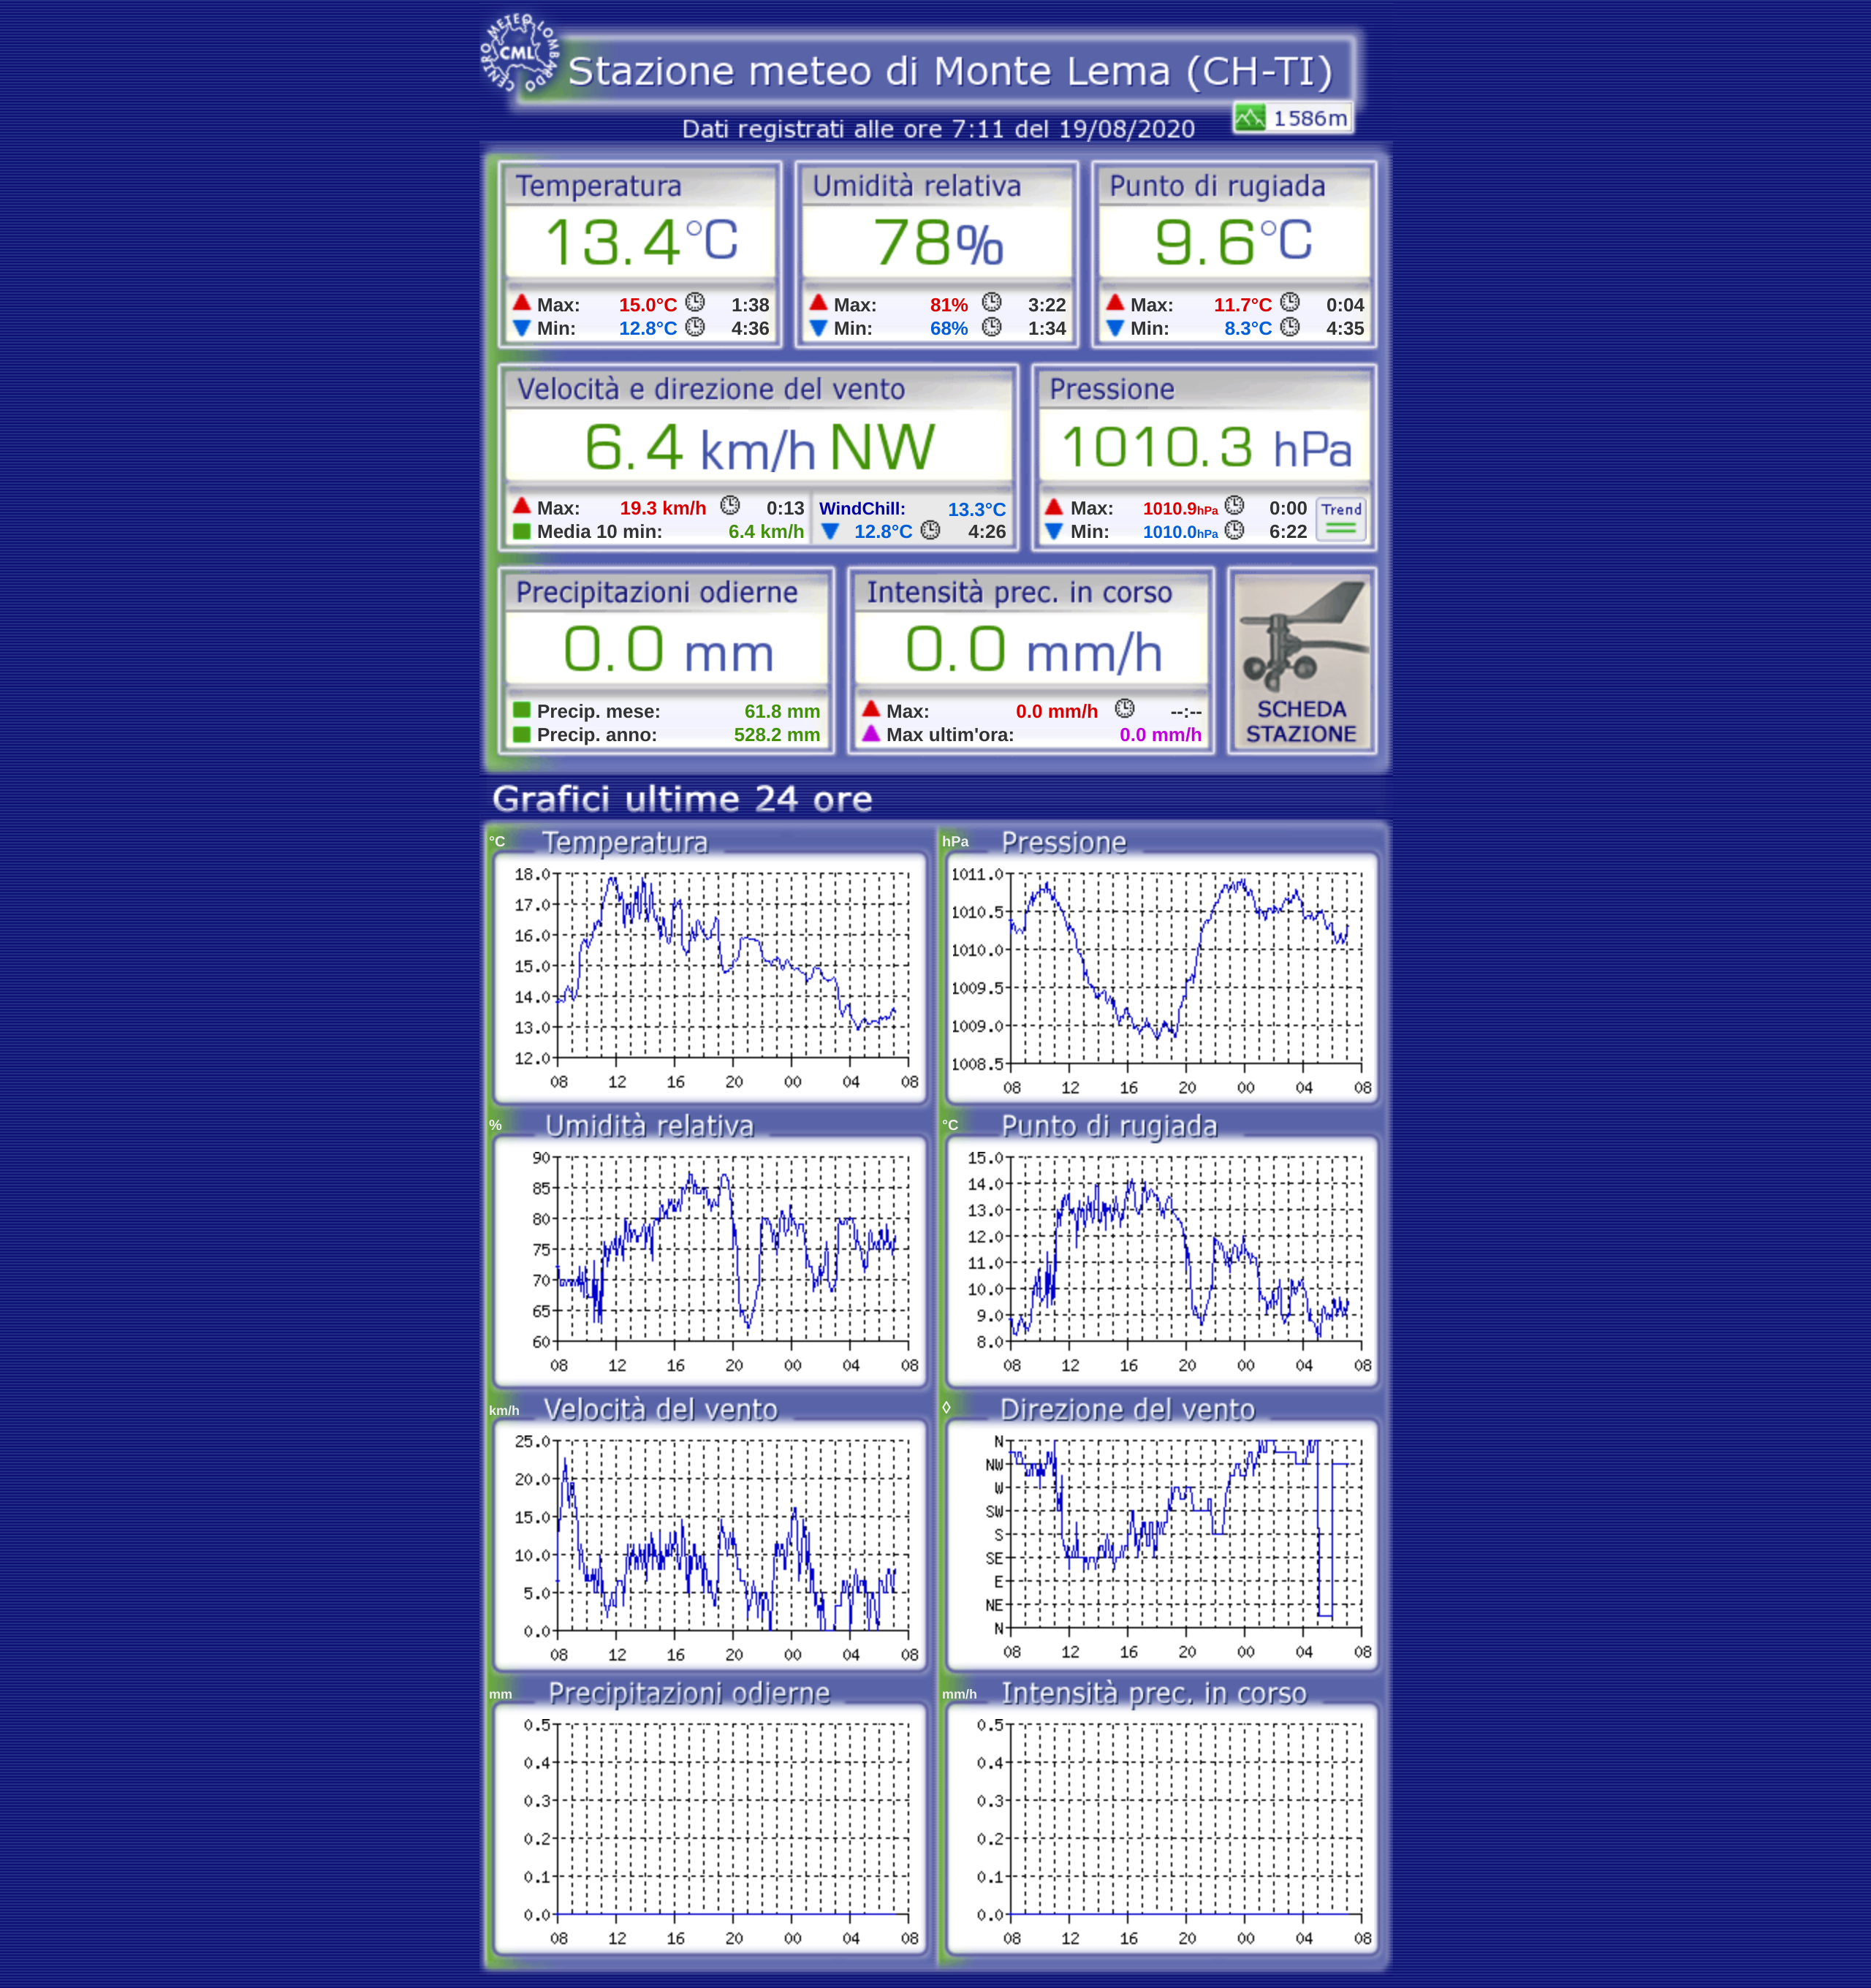 CENTRO METEO LOMBARDO
CML
Stazione meteo di Monte Lema (CH-TI)
1586m
Dati registrati alle ore 7:11 del 19/08/2020
Temperatura Umidità relativa Punto di rugiada
13.4°C 78% 9.6°C
Max: 15.0°C 1:38 Max: 81% 3:22 Max: 11.7°C 0:04
Min: 12.8°C 4:36 Min: 68% 1:34 Min: 8.3°C 4:35
Velocità e direzione del vento Pressione
6.4 km/h NW 1010.3 hPa
Max: 19.3 km/h 0:13 WindChill: 13.3°C Max: 1010.9hPa 0:00 Trend
Media 10 min: 6.4 km/h 12.8°C 4:26 Min: 1010.0hPa 6:22
Precipitazioni odierne Intensità prec. in corso
0.0 mm 0.0 mm/h
Precip. mese: 61.8 mm Max: 0.0 mm/h --:-- SCHEDA
Precip. anno: 528.2 mm Max ultim'ora: 0.0 mm/h STAZIONE
Grafici ultime 24 ore
°C Temperatura
18.0
17.0
16.0
15.0
14.0
13.0
12.0
08 12 16 20 00 04 08
hPa Pressione
1011.0
1010.5
1010.0
1009.5
1009.0
1008.5
08 12 16 20 00 04 08
% Umidità relativa
90
85
80
75
70
65
60
08 12 16 20 00 04 08
°C Punto di rugiada
15.0
14.0
13.0
12.0
11.0
10.0
9.0
8.0
08 12 16 20 00 04 08
km/h Velocità del vento
25.0
20.0
15.0
10.0
5.0
0.0
08 12 16 20 00 04 08
◊ Direzione del vento
N
NW
W
SW
S
SE
E
NE
N
08 12 16 20 00 04 08
mm Precipitazioni odierne
0.5
0.4
0.3
0.2
0.1
0.0
08 12 16 20 00 04 08
mm/h Intensità prec. in corso
0.5
0.4
0.3
0.2
0.1
0.0
08 12 16 20 00 04 08